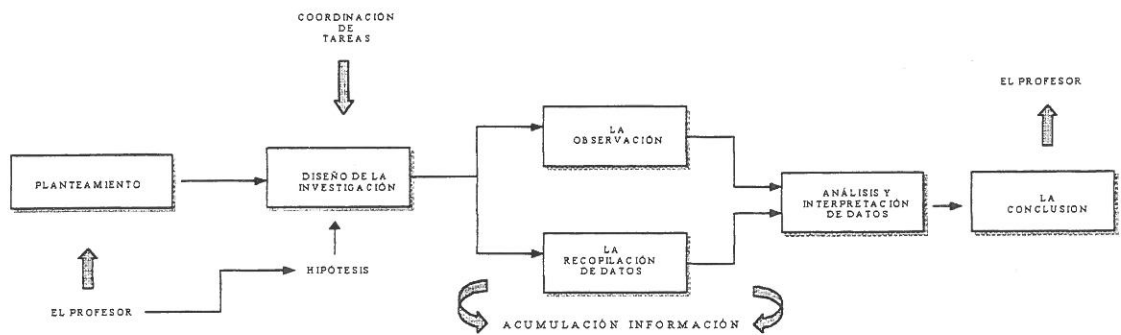 COORDINACIÓN
DE
TAREAS
EL PROFESOR
LA
OBSERVACIÓN
PLANTEAMIENTO
DISEÑO DE LA
INVESTIGACIÓN
ANÁLISIS Y
INTERPRETACIÓN
DE DATOS
LA
CONCLUSION
LA
RECOPILACIÓN
DE DATOS
HIPÓTESIS
EL PROFESOR
ACUMULACIÓN INFORMACIÓN